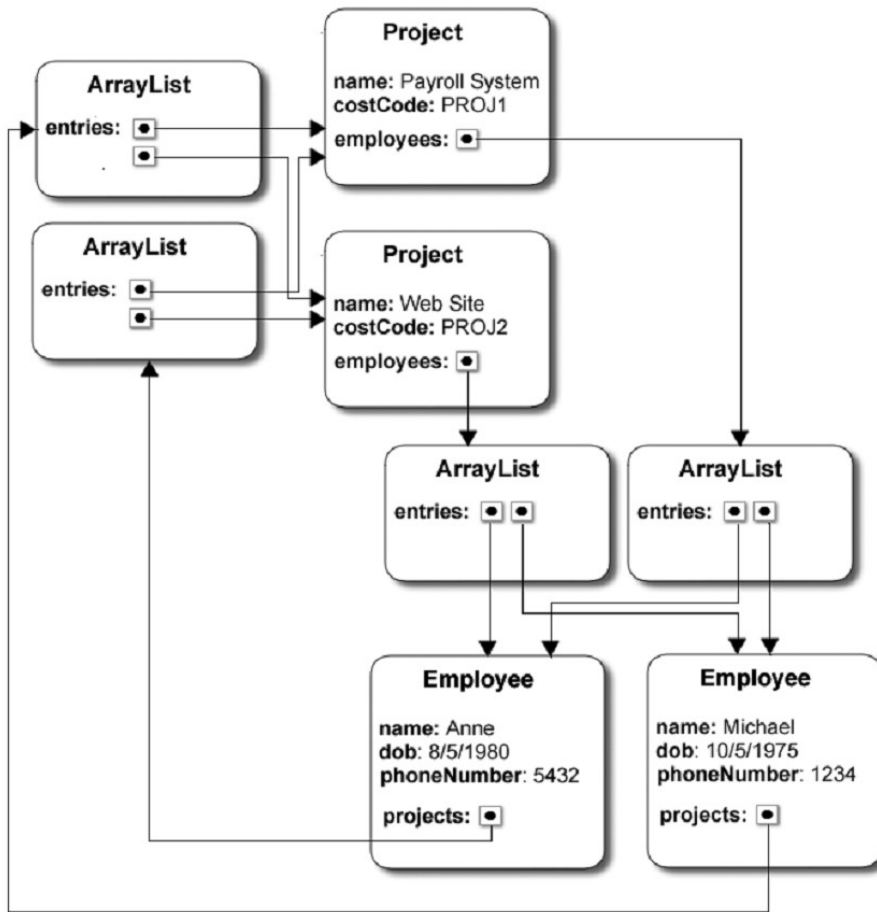 Project
name: Payroll System
costCode: PROJ1
employees:
ArrayList
entries:
ArrayList
entries:
Project
name: Web Site
costCode: PROJ2
employees:
ArrayList
entries:
ArrayList
entries:
Employee
name: Anne
dob: 8/5/1980
phoneNumber: 5432
projects:
Employee
name: Michael
dob: 10/5/1975
phoneNumber: 1234
projects: